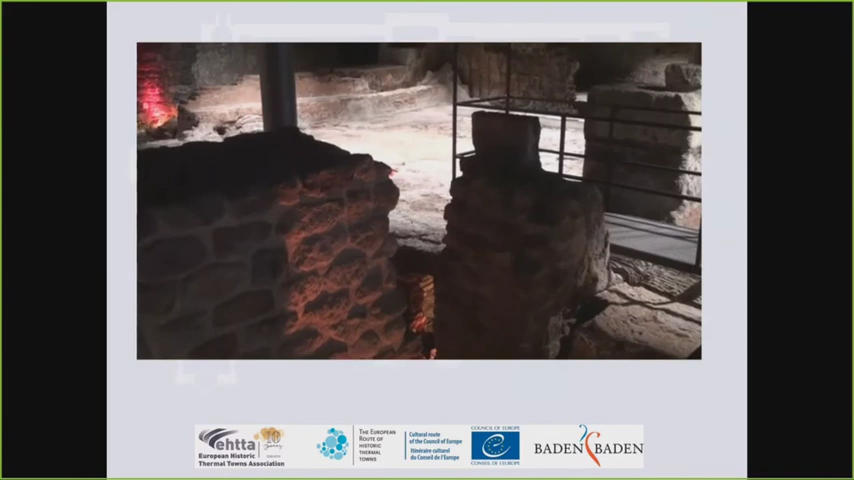 ehtta
10
European Historic
Thermal Towns Association
THE EUROPEAN
ROUTE OF
HISTORIC
THERMAL
TOWNS
Cultural route
of the Council of Europe
Itinéraire culturel
du Conseil de l'Europe
COUNCIL OF EUROPE
CONSEIL DE L'EUROPE
BADEN BADEN